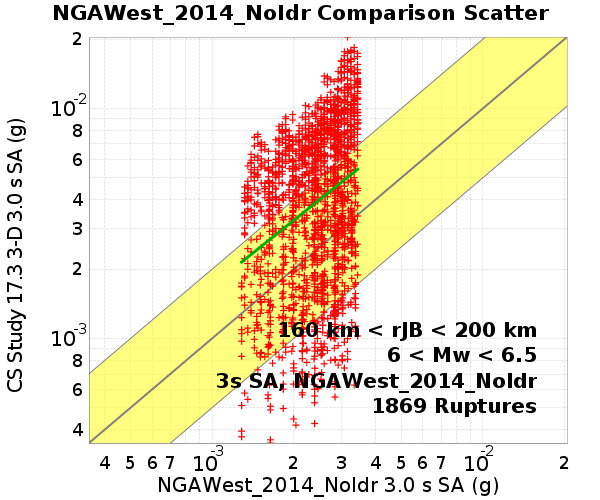 NGAWest_2014_NoIdr Comparison Scatter
CS Study 17.3 3-D 3.0 s SA (g)
2
10^-2
8
6
4
3
2
10^-3
8
6
4
160 km < rJB < 200 km
6 < Mw < 6.5
3s SA, NGAWest_2014_NoIdr
1869 Ruptures
4 5 6 7 10^-3 2 3 4 5 6 7 10^-2 2
NGAWest_2014_NoIdr 3.0 s SA (g)